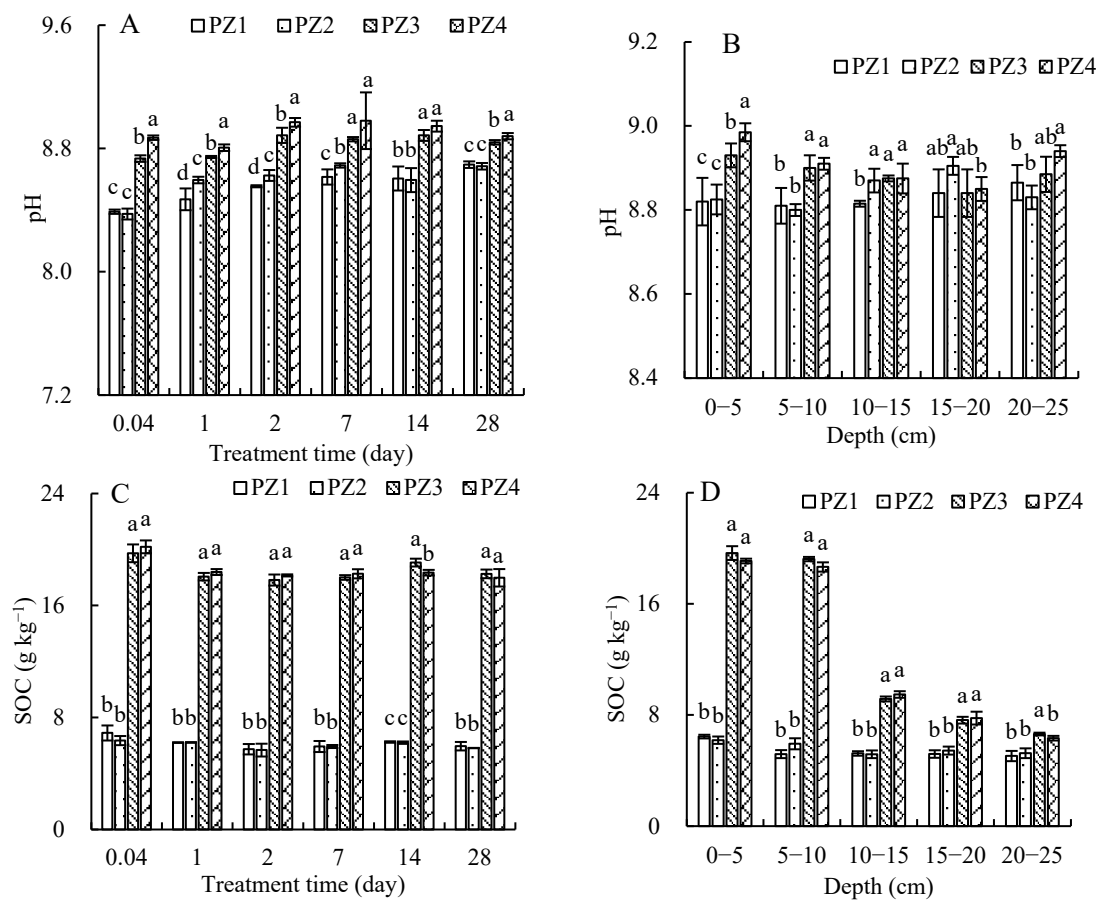 A PZ1 PZ2 PZ3 PZ4
9.6
8.8
8.0
7.2
pH
c c b a
d c b a
d c b a
c b a a
b b a a
c c b a
0.04 1 2 7 14 28
Treatment time (day)
B
PZ1 PZ2 PZ3 PZ4
9.2
9.0
8.8
8.6
8.4
pH
c c b a
b b a a
b a a a
ab a ab b
b b ab a
0−5 5−10 10−15 15−20 20−25
Depth (cm)
C PZ1 PZ2 PZ3 PZ4
24
16
8
0
SOC (g kg−1)
b b a a
b b a a
b b a a
b b a a
c c a b
b b a a
0.04 1 2 7 14 28
Treatment time (day)
D PZ1 PZ2 PZ3 PZ4
24
16
8
0
SOC (g kg−1)
b b a a
b b a a
b b a a
b b a a
b b a b
0−5 5−10 10−15 15−20 20−25
Depth (cm)